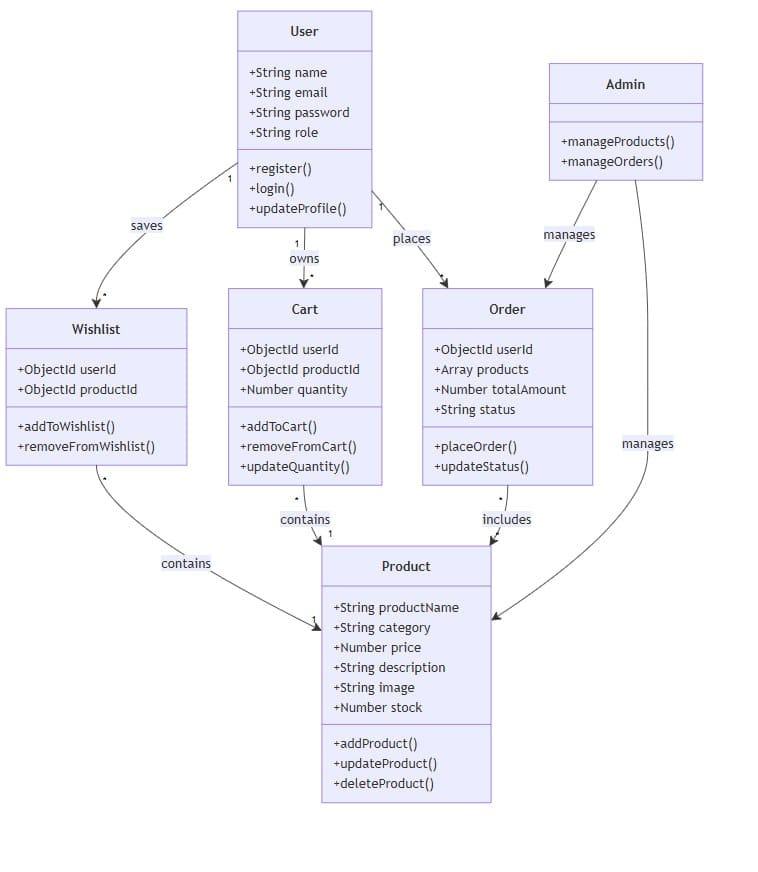 User
+String name
+String email
+String password
+String role
+register()
+login()
+updateProfile()
Admin
+manageProducts()
+manageOrders()
1
saves
*
1
owns
*
1
places
*
manages
manages
Wishlist
+ObjectId userId
+ObjectId productId
+addToWishlist()
+removeFromWishlist()
Cart
+ObjectId userId
+ObjectId productId
+Number quantity
+addToCart()
+removeFromCart()
+updateQuantity()
Order
+ObjectId userId
+Array products
+Number totalAmount
+String status
+placeOrder()
+updateStatus()
*
contains
1
*
contains
1
*
includes
*
Product
+String productName
+String category
+Number price
+String description
+String image
+Number stock
+addProduct()
+updateProduct()
+deleteProduct()